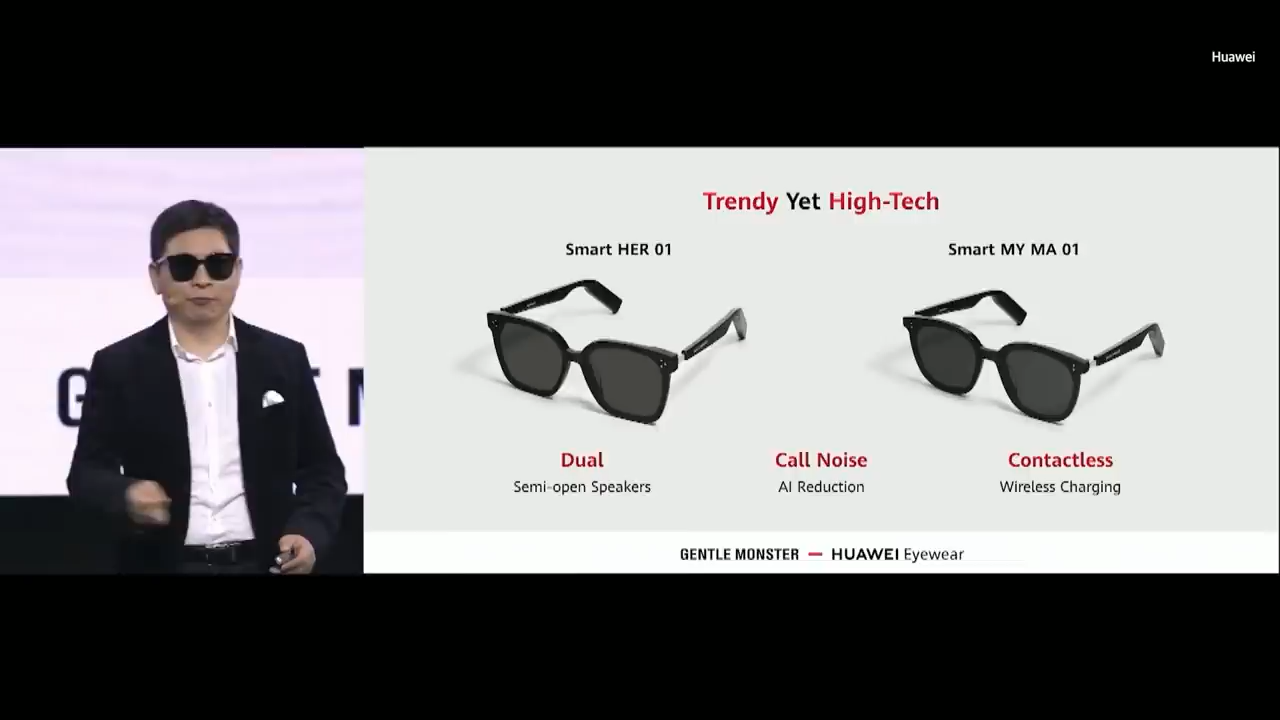 Huawei
Trendy Yet High-Tech
Smart HER 01
Smart MY MA 01
Dual
Semi-open Speakers
Call Noise
AI Reduction
Contactless
Wireless Charging
GENTLE MONSTER — HUAWEI Eyewear
G